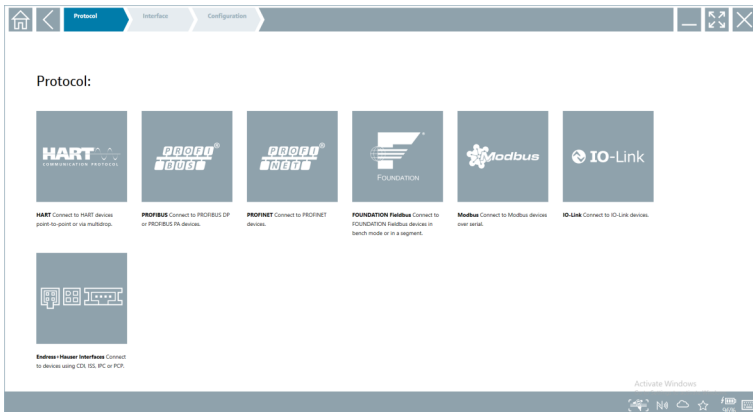 Protocol
Interface
Configuration
Protocol:
HART
COMMUNICATION PROTOCOL
PROFI®
BUS
PROFI®
NET
FOUNDATION
Modbus
IO-Link
HART Connect to HART devices
point-to-point or via multidrop.
PROFIBUS Connect to PROFIBUS DP
or PROFIBUS PA devices.
PROFINET Connect to PROFINET
devices.
FOUNDATION Fieldbus Connect to
FOUNDATION Fieldbus devices in
bench mode or in a segment.
Modbus Connect to Modbus devices
over serial.
IO-Link Connect to IO-Link devices.
Endress+Hauser Interfaces Connect
to devices using CDI, ISS, IPC or PCP.
Activate Windows